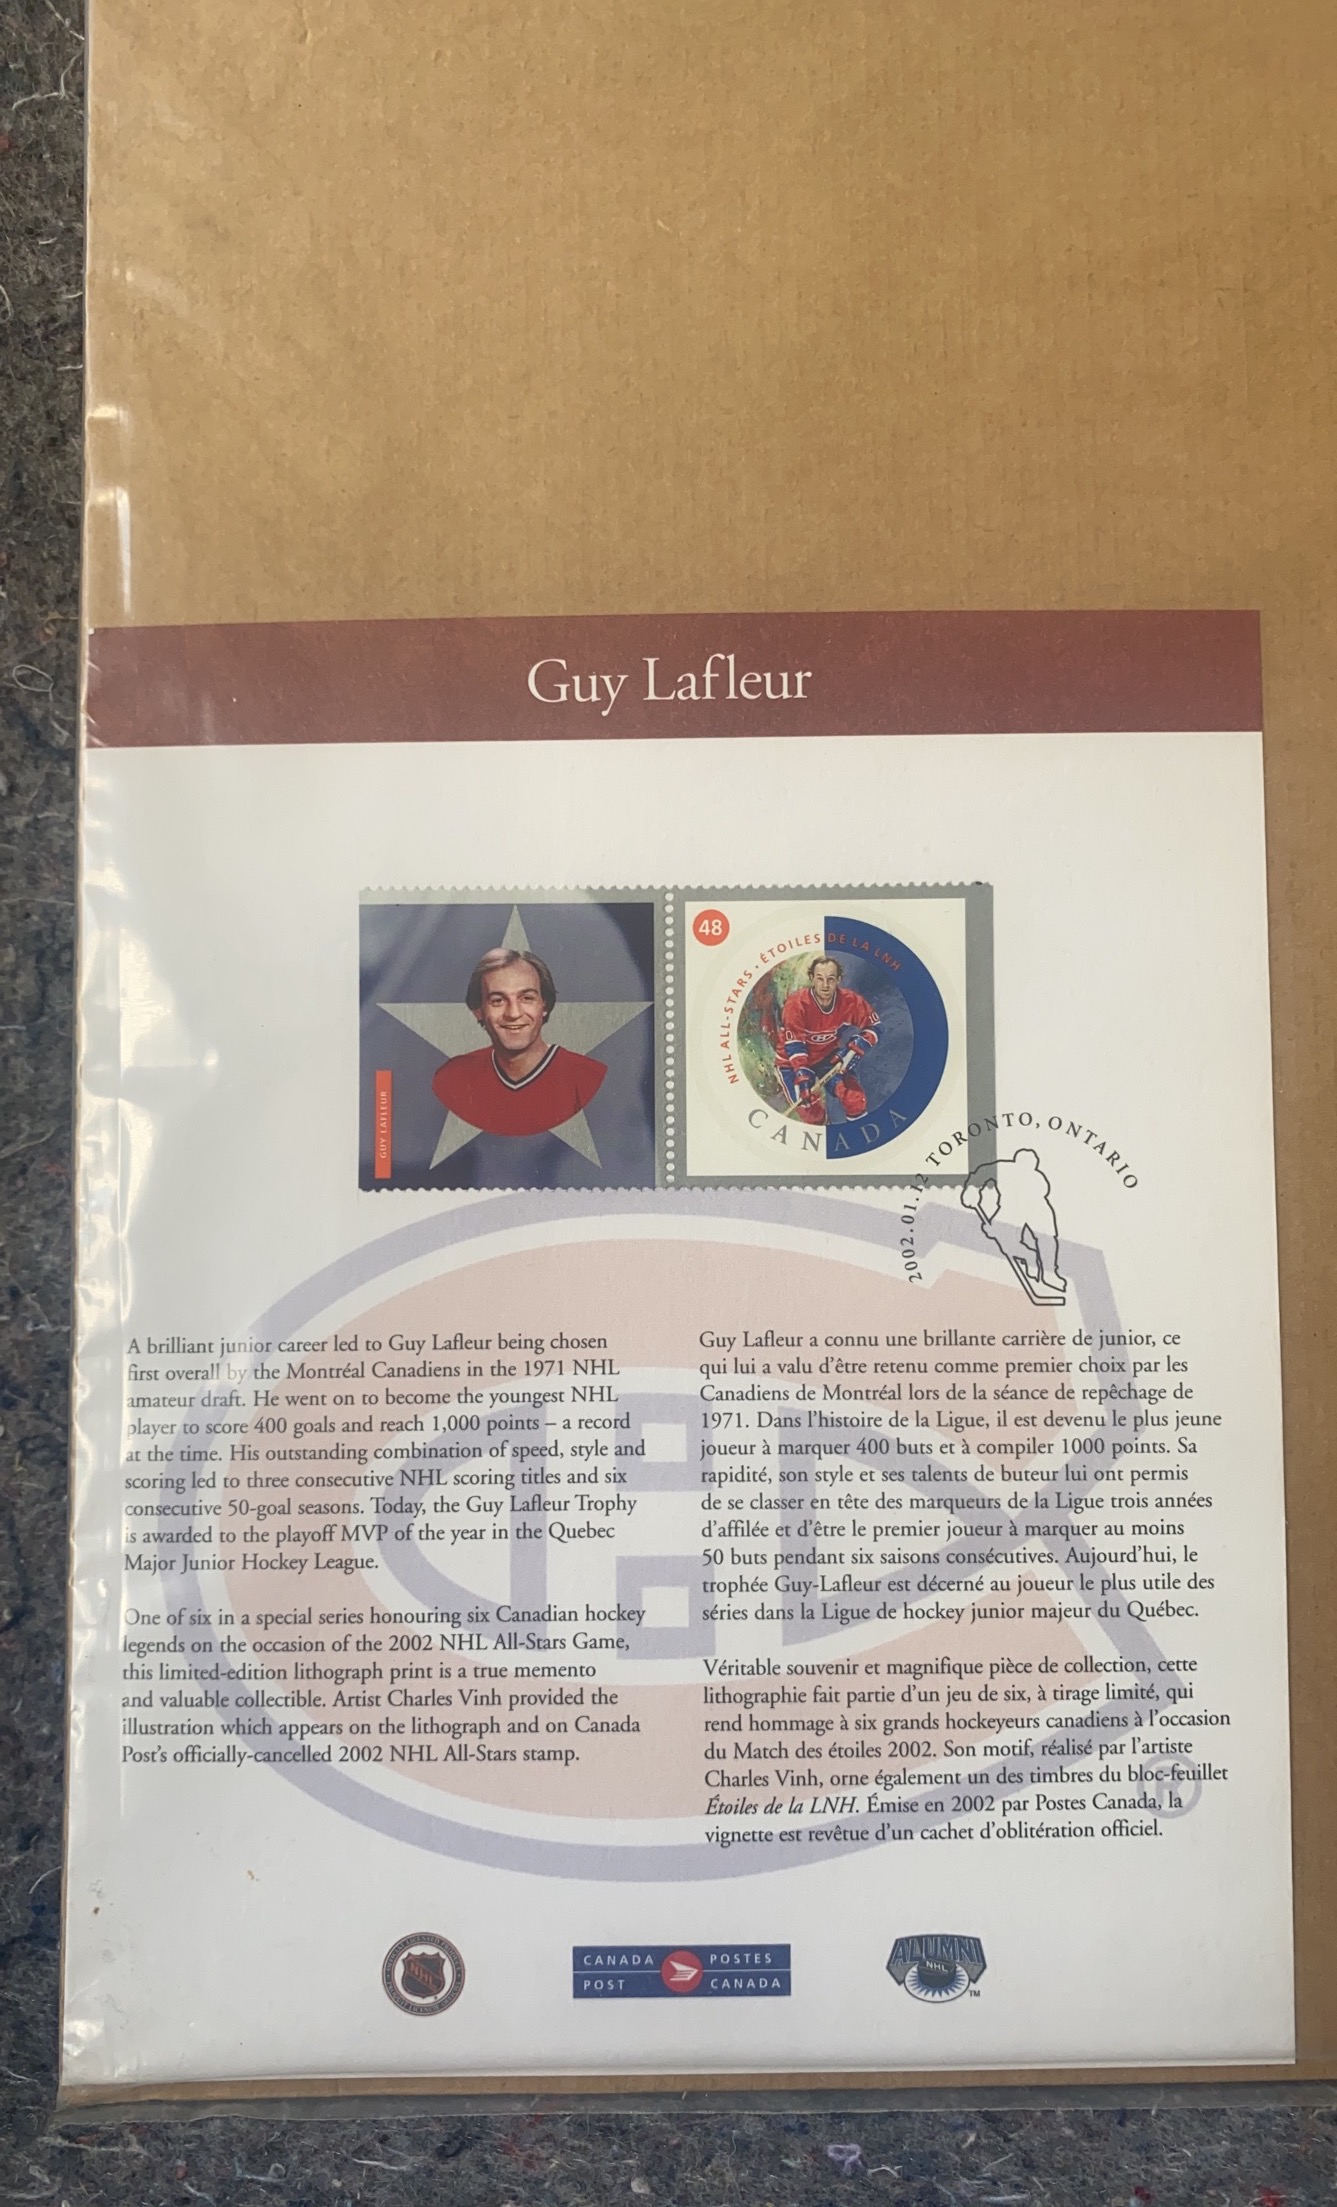 Guy Lafleur
GUY LAFLEUR
48
NHL ALL-STARS · ÉTOILES DE LA LNH
CANADA
10
2002.01.12 TORONTO, ONTARIO
A brilliant junior career led to Guy Lafleur being chosen
first overall by the Montréal Canadiens in the 1971 NHL
amateur draft. He went on to become the youngest NHL
player to score 400 goals and reach 1,000 points – a record
at the time. His outstanding combination of speed, style and
scoring led to three consecutive NHL scoring titles and six
consecutive 50-goal seasons. Today, the Guy Lafleur Trophy
is awarded to the playoff MVP of the year in the Quebec
Major Junior Hockey League.
One of six in a special series honouring six Canadian hockey
legends on the occasion of the 2002 NHL All-Stars Game,
this limited-edition lithograph print is a true memento
and valuable collectible. Artist Charles Vinh provided the
illustration which appears on the lithograph and on Canada
Post's officially-cancelled 2002 NHL All-Stars stamp.
Guy Lafleur a connu une brillante carrière de junior, ce
qui lui a valu d'être retenu comme premier choix par les
Canadiens de Montréal lors de la séance de repêchage de
1971. Dans l'histoire de la Ligue, il est devenu le plus jeune
joueur à marquer 400 buts et à compiler 1000 points. Sa
rapidité, son style et ses talents de buteur lui ont permis
de se classer en tête des marqueurs de la Ligue trois années
d'affilée et d'être le premier joueur à marquer au moins
50 buts pendant six saisons consécutives. Aujourd'hui, le
trophée Guy-Lafleur est décerné au joueur le plus utile des
séries dans la Ligue de hockey junior majeur du Québec.
Véritable souvenir et magnifique pièce de collection, cette
lithographie fait partie d'un jeu de six, à tirage limité, qui
rend hommage à six grands hockeyeurs canadiens à l'occasion
du Match des étoiles 2002. Son motif, réalisé par l'artiste
Charles Vinh, orne également un des timbres du bloc-feuillet
Étoiles de la LNH. Émise en 2002 par Postes Canada, la
vignette est revêtue d'un cachet d'oblitération officiel.
®
NHL
CANADA POSTES
POST CANADA
ALUMNI
NHL
TM